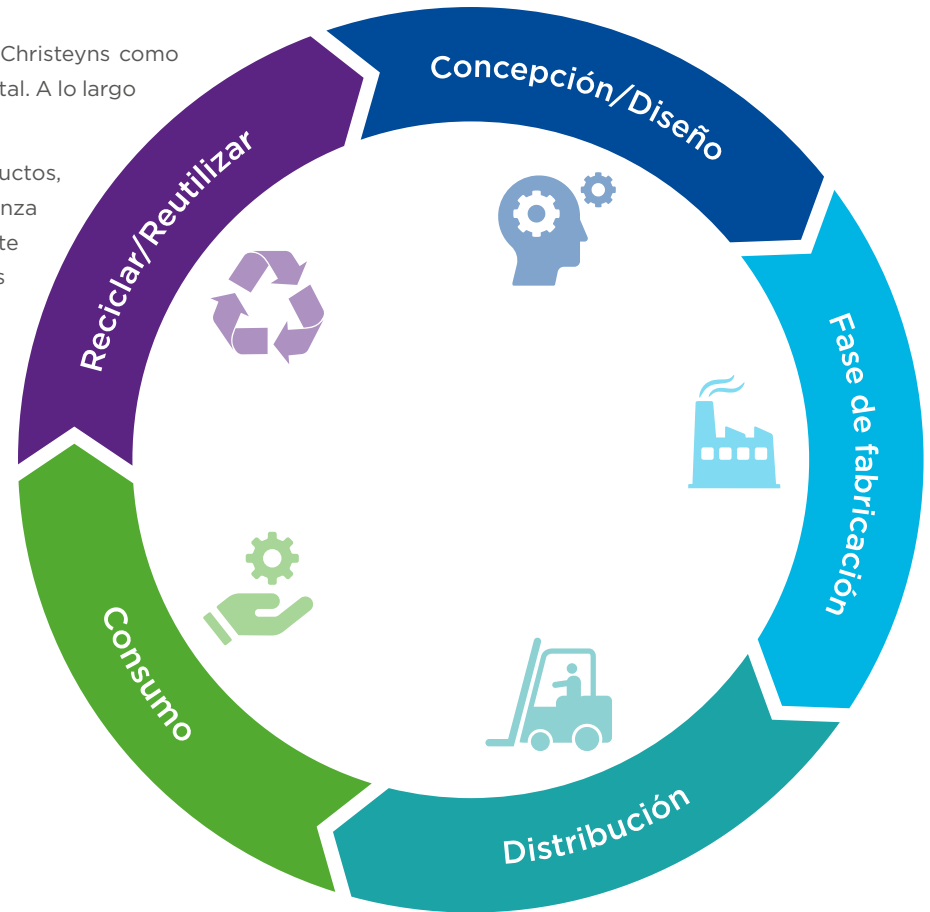 Christeyns como
tal. A lo largo
uctos,
nza
te
s
Concepción/Diseño
Fase de fabricación
Distribución
Consumo
Reciclar/Reutilizar